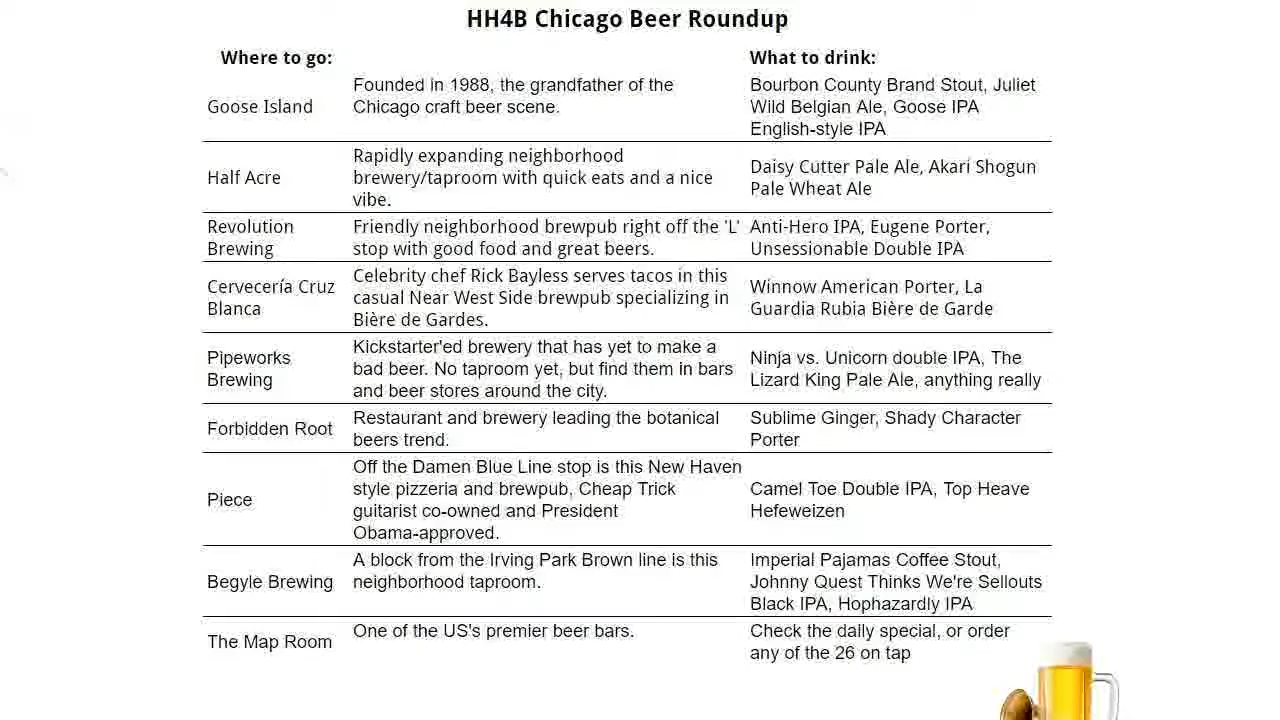 HH4B Chicago Beer Roundup
Where to go:
What to drink:
Goose Island
Founded in 1988, the grandfather of the
Chicago craft beer scene.
Bourbon County Brand Stout, Juliet
Wild Belgian Ale, Goose IPA
English-style IPA
Half Acre
Rapidly expanding neighborhood
brewery/taproom with quick eats and a nice
vibe.
Daisy Cutter Pale Ale, Akari Shogun
Pale Wheat Ale
Revolution
Brewing
Friendly neighborhood brewpub right off the 'L'
stop with good food and great beers.
Anti-Hero IPA, Eugene Porter,
Unsessionable Double IPA
Cervecería Cruz
Blanca
Celebrity chef Rick Bayless serves tacos in this
casual Near West Side brewpub specializing in
Bière de Gardes.
Winnow American Porter, La
Guardia Rubia Bière de Garde
Pipeworks
Brewing
Kickstarter'ed brewery that has yet to make a
bad beer. No taproom yet, but find them in bars
and beer stores around the city.
Ninja vs. Unicorn double IPA, The
Lizard King Pale Ale, anything really
Forbidden Root
Restaurant and brewery leading the botanical
beers trend.
Sublime Ginger, Shady Character
Porter
Piece
Off the Damen Blue Line stop is this New Haven
style pizzeria and brewpub, Cheap Trick
guitarist co-owned and President
Obama-approved.
Camel Toe Double IPA, Top Heave
Hefeweizen
Begyle Brewing
A block from the Irving Park Brown line is this
neighborhood taproom.
Imperial Pajamas Coffee Stout,
Johnny Quest Thinks We're Sellouts
Black IPA, Hophazardly IPA
The Map Room
One of the US's premier beer bars.
Check the daily special, or order
any of the 26 on tap